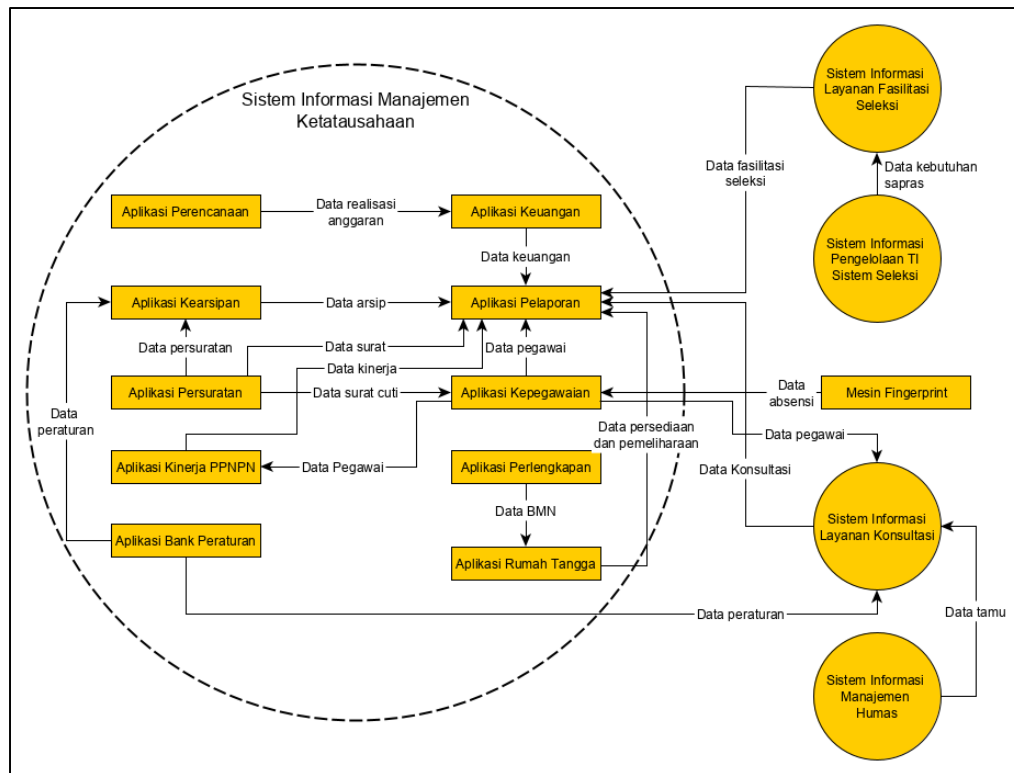 Sistem Informasi Manajemen
Ketatausahaan
Sistem Informasi
Layanan Fasilitasi
Seleksi
Data fasilitasi
seleksi
Data kebutuhan
sapras
Aplikasi Perencanaan
Data realisasi
anggaran
Aplikasi Keuangan
Sistem Informasi
Pengelolaan TI
Sistem Seleksi
Data keuangan
Aplikasi Kearsipan
Data arsip
Aplikasi Pelaporan
Data persuratan
Data surat
Data pegawai
Data kinerja
Aplikasi Persuratan
Data surat cuti
Aplikasi Kepegawaian
Data
absensi
Mesin Fingerprint
Data
peraturan
Data persediaan
dan pemeliharaan
Data pegawai
Aplikasi Kinerja PPNPN
Data Pegawai
Aplikasi Perlengkapan
Data Konsultasi
Data BMN
Sistem Informasi
Layanan Konsultasi
Aplikasi Bank Peraturan
Aplikasi Rumah Tangga
Data peraturan
Data tamu
Sistem Informasi
Manajemen
Humas